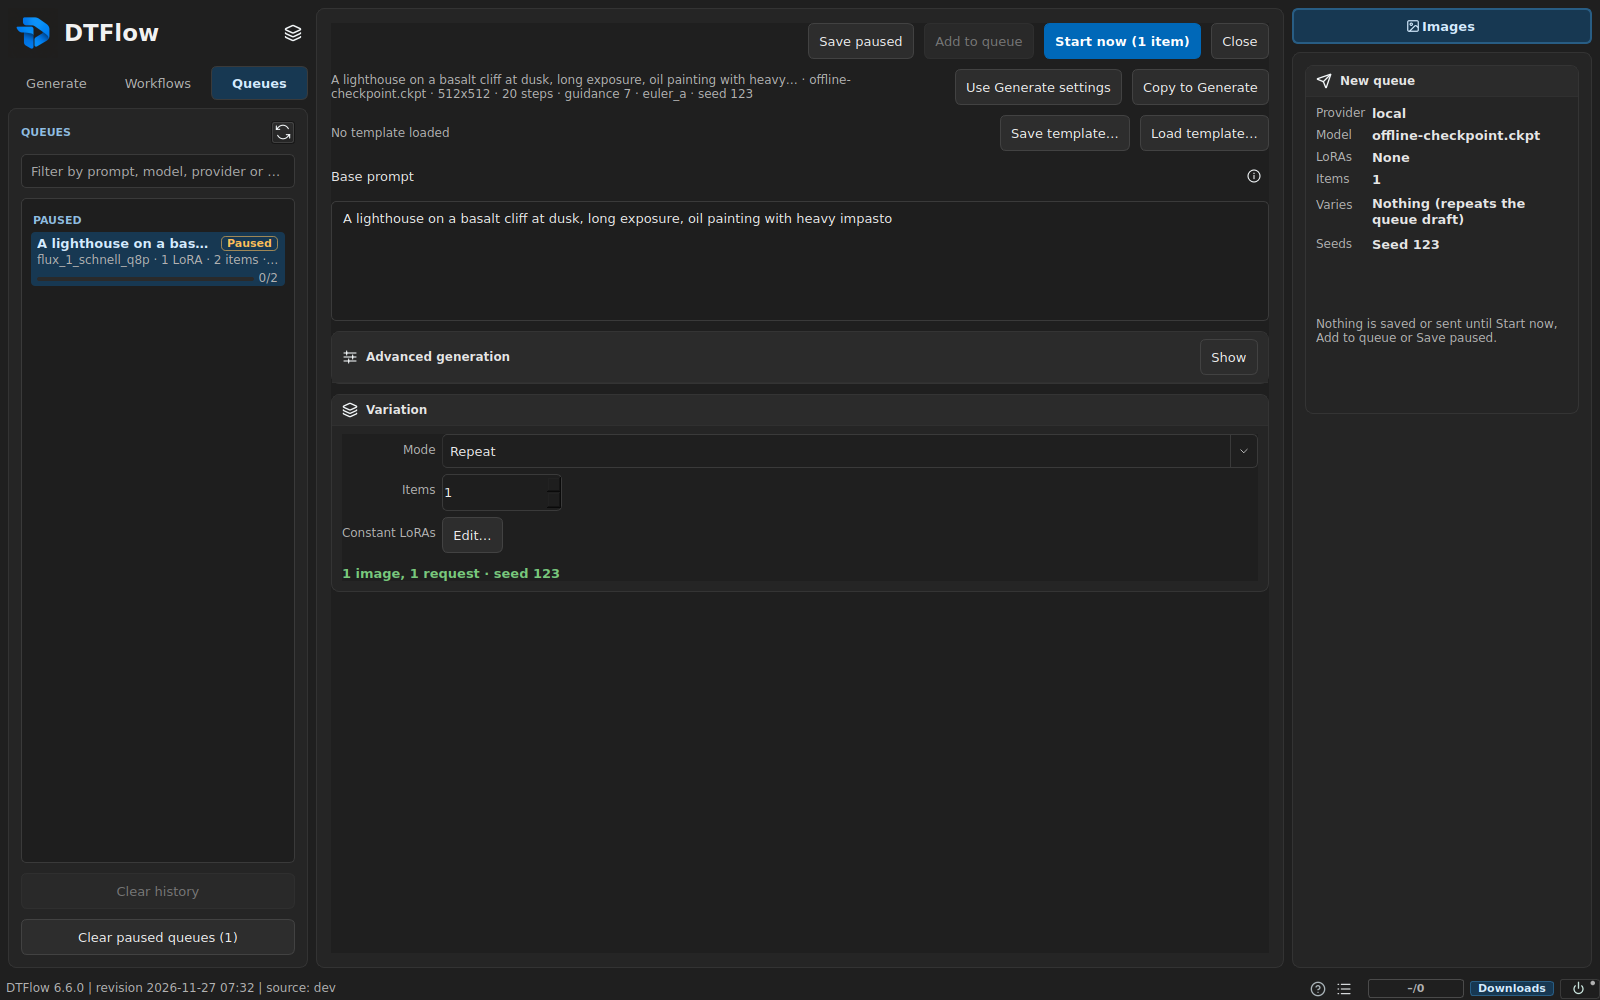 DTFlow
Generate
Workflows
Queues
QUEUES
Filter by prompt, model, provider or ...
PAUSED
A lighthouse on a bas...
Paused
flux_1_schnell_q8p · 1 LoRA · 2 items ·...
0/2
Clear history
Clear paused queues (1)
Save paused
Add to queue
Start now (1 item)
Close
A lighthouse on a basalt cliff at dusk, long exposure, oil painting with heavy... · offline-
checkpoint.ckpt · 512x512 · 20 steps · guidance 7 · euler_a · seed 123
Use Generate settings
Copy to Generate
No template loaded
Save template...
Load template...
Base prompt
A lighthouse on a basalt cliff at dusk, long exposure, oil painting with heavy impasto
Advanced generation
Show
Variation
Mode
Repeat
Items
1
Constant LoRAs
Edit...
1 image, 1 request · seed 123
Images
New queue
Provider local
Model offline-checkpoint.ckpt
LoRAs None
Items 1
Varies Nothing (repeats the
queue draft)
Seeds Seed 123
Nothing is saved or sent until Start now,
Add to queue or Save paused.
DTFlow 6.6.0 | revision 2026-11-27 07:32 | source: dev
-/0
Downloads